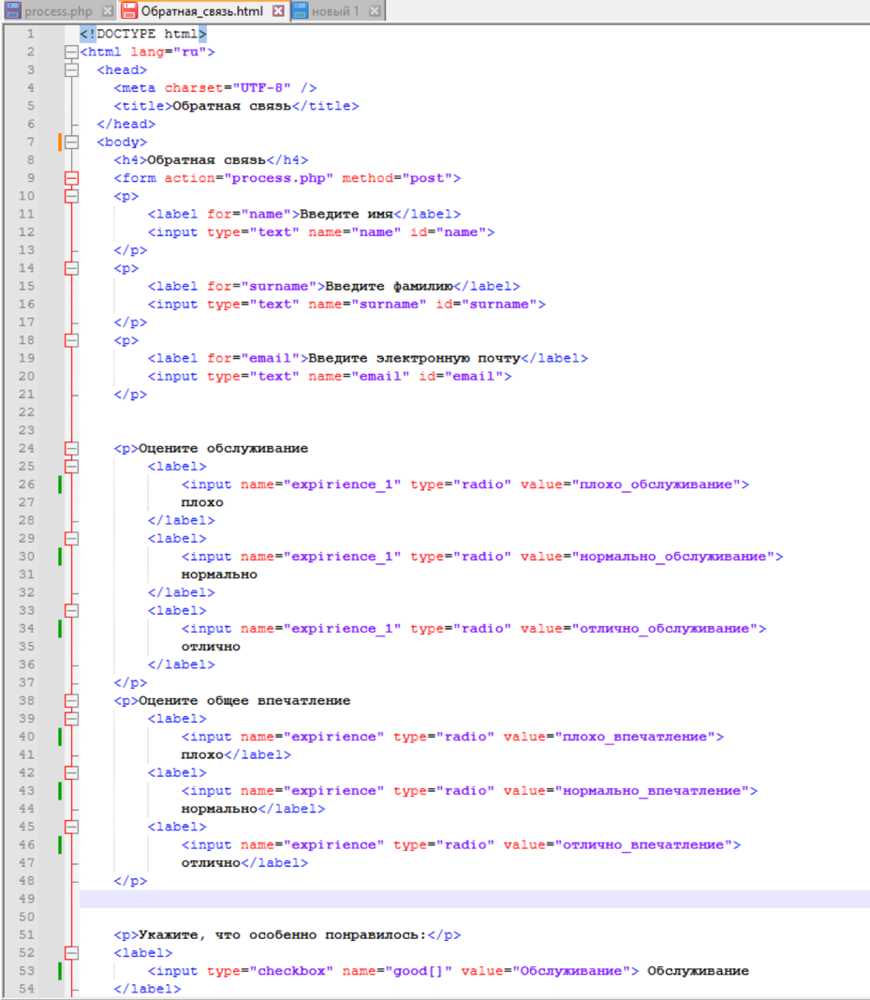 process.php Обратная_связь.html новый 1
1 <!DOCTYPE html>
2 <html lang="ru">
3 <head>
4 <meta charset="UTF-8" />
5 <title>Обратная связь</title>
6 </head>
7 <body>
8 <h4>Обратная связь</h4>
9 <form action="process.php" method="post">
10 <p>
11 <label for="name">Введите имя</label>
12 <input type="text" name="name" id="name">
13 </p>
14 <p>
15 <label for="surname">Введите фамилию</label>
16 <input type="text" name="surname" id="surname">
17 </p>
18 <p>
19 <label for="email">Введите электронную почту</label>
20 <input type="text" name="email" id="email">
21 </p>
22
23
24 <p>Оцените обслуживание
25 <label>
26 <input name="expirience_1" type="radio" value="плохо_обслуживание">
27 плохо
28 </label>
29 <label>
30 <input name="expirience_1" type="radio" value="нормально_обслуживание">
31 нормально
32 </label>
33 <label>
34 <input name="expirience_1" type="radio" value="отлично_обслуживание">
35 отлично
36 </label>
37 </p>
38 <p>Оцените общее впечатление
39 <label>
40 <input name="expirience" type="radio" value="плохо_впечатление">
41 плохо</label>
42 <label>
43 <input name="expirience" type="radio" value="нормально_впечатление">
44 нормально</label>
45 <label>
46 <input name="expirience" type="radio" value="отлично_впечатление">
47 отлично</label>
48 </p>
49
50
51 <p>Укажите, что особенно понравилось:</p>
52 <label>
53 <input type="checkbox" name="good[]" value="Обслуживание"> Обслуживание
54 </label>